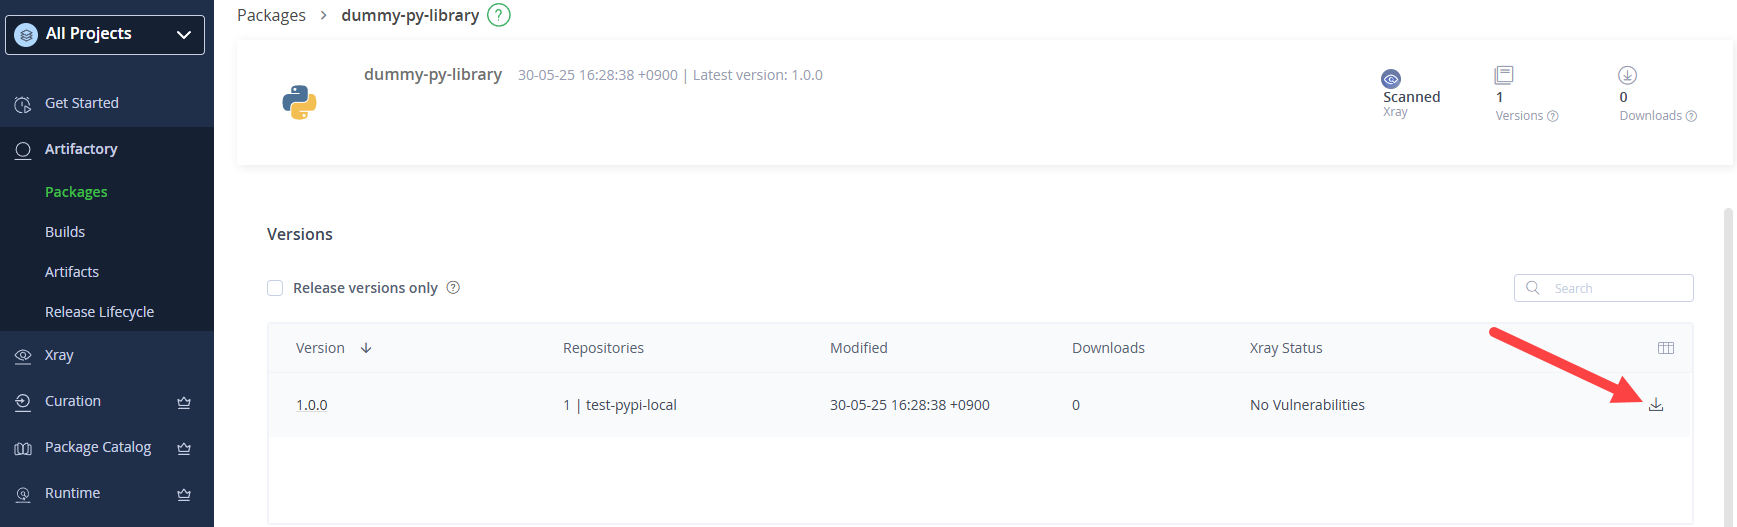 All Projects
Get Started
Artifactory
Packages
Builds
Artifacts
Release Lifecycle
Xray
Curation
Package Catalog
Runtime
Packages > dummy-py-library ?
dummy-py-library 30-05-25 16:28:38 +0900 | Latest version: 1.0.0
Scanned
Xray
1
Versions ?
0
Downloads ?
Versions
Release versions only ?
Search
Version Repositories Modified Downloads Xray Status
1.0.0 1 | test-pypi-local 30-05-25 16:28:38 +0900 0 No Vulnerabilities